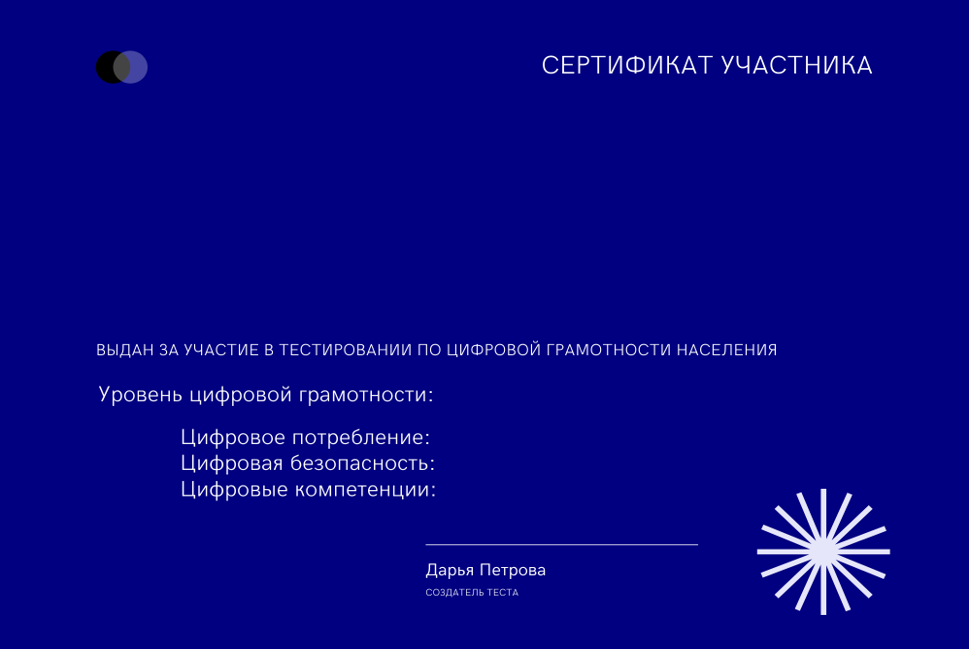 СЕРТИФИКАТ УЧАСТНИКА
ВЫДАН ЗА УЧАСТИЕ В ТЕСТИРОВАНИИ ПО ЦИФРОВОЙ ГРАМОТНОСТИ НАСЕЛЕНИЯ
Уровень цифровой грамотности:
Цифровое потребление:
Цифровая безопасность:
Цифровые компетенции:
Дарья Петрова
СОЗДАТЕЛЬ ТЕСТА